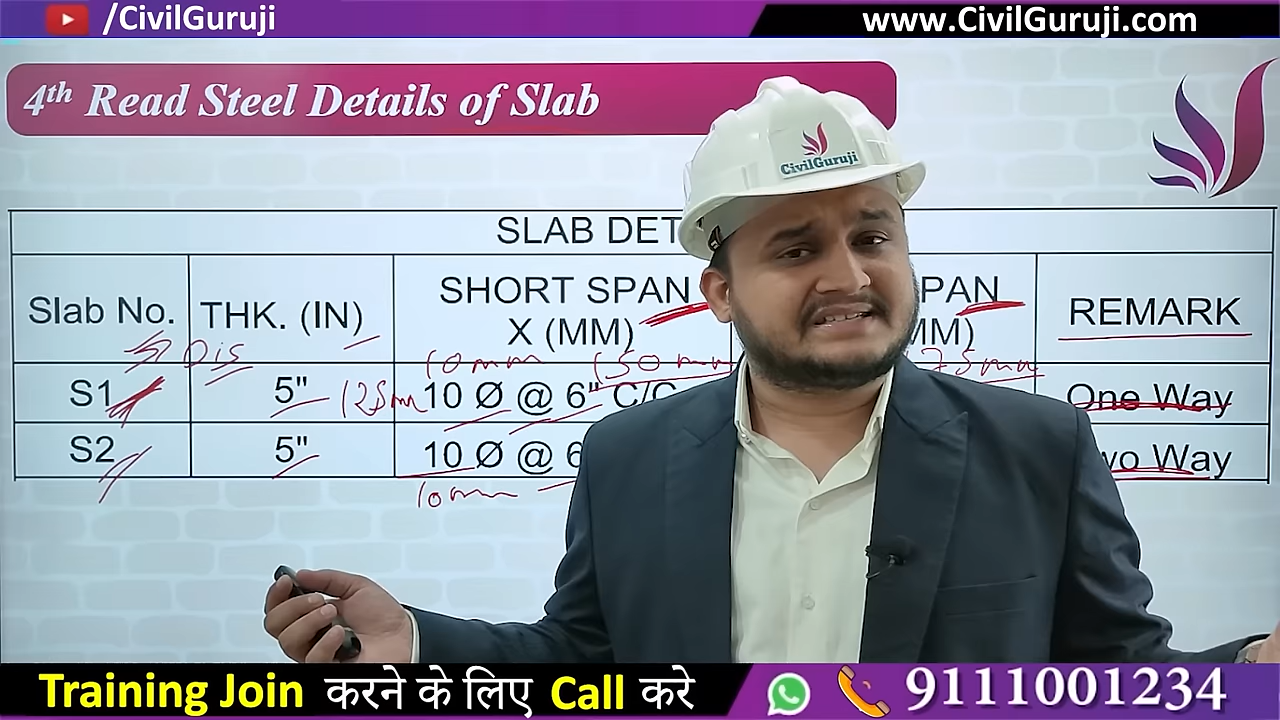 /CivilGuruji
www.CivilGuruji.com
4th Read Steel Details of Slab
CivilGuruji
SLAB DET
Slab No.
THK. (IN)
SHORT SPAN
X (MM)
PAN
MM)
REMARK
Dis
10mm
150mm
75mm
S1
5"
125mm
10 Ø @ 6" C/C
One Way
S2
5"
10 Ø @ 6
wo Way
10mm
Training Join करने के लिए Call करे
9111001234